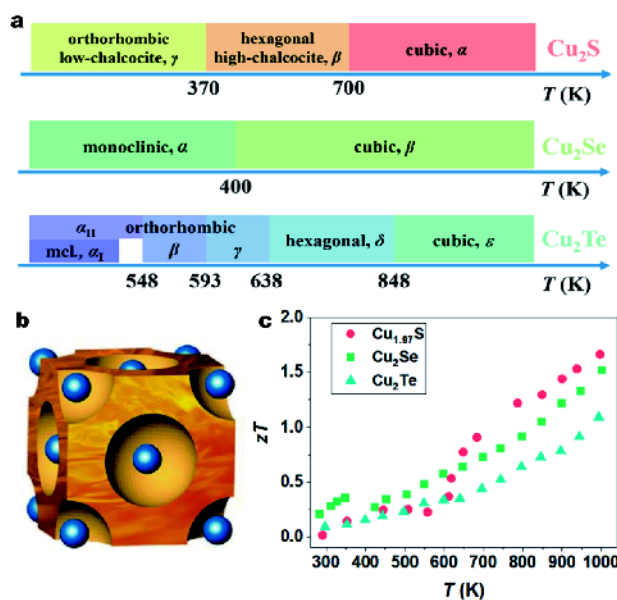 a
orthorhombic
low-chalcocite, γ
hexagonal
high-chalcocite, β
cubic, α
Cu₂S
370
700
T (K)
monoclinic, α
cubic, β
Cu₂Se
400
T (K)
α_II
orthorhombic
mcl., α_I
β
γ
hexagonal, δ
cubic, ε
Cu₂Te
548
593
638
848
T (K)
b
c
2.0
1.5
1.0
0.5
0.0
zT
Cu₁.₉₇S
Cu₂Se
Cu₂Te
300 400 500 600 700 800 900 1000
T (K)